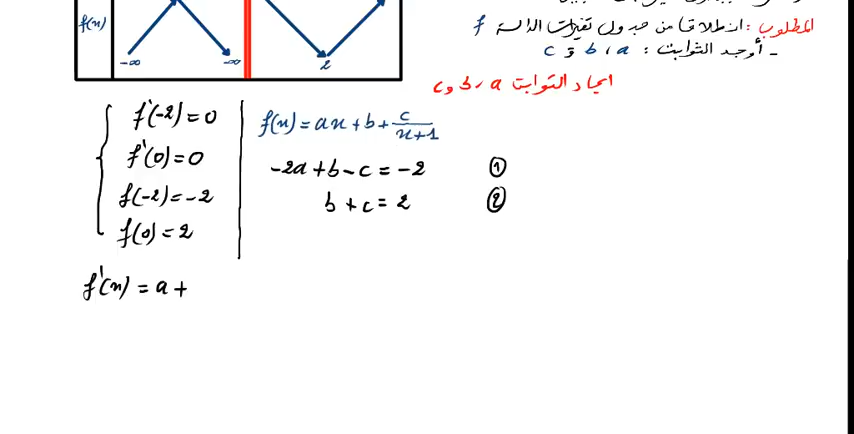 المطلوب: انطلاقا من جدول تغيرات الدالة f
- أوجد الثوابت: c و b ، a
ايجاد الثوابت c و b ، a
f(x)
-∞ -∞ 2
f'(-2)=0
f'(0)=0
f(-2)=-2
f(0)=2
f(x)=ax+b+c/(x+1)
-2a+b-c=-2 ①
b+c=2 ②
f'(x)=a+